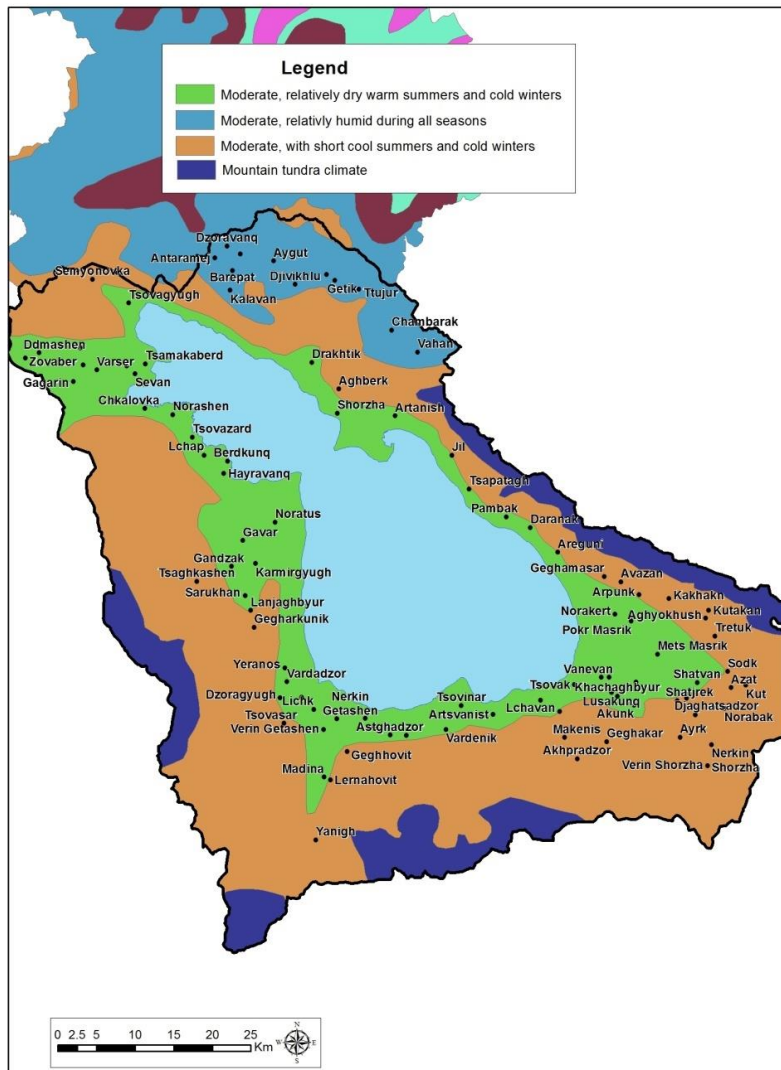 Legend
Moderate, relatively dry warm summers and cold winters
Moderate, relativly humid during all seasons
Moderate, with short cool summers and cold winters
Mountain tundra climate
Dzoravanq
Antaramej
Aygut
Semyonovka
Barepat
Djivikhlu
Getik
Ttujur
Tsovagyugh
Kalavan
Chambarak
Ddmashen
Vahan
Zovaber
Varser
Tsamakaberd
Drakhtik
Gagarin
Sevan
Aghberk
Chkalovka
Norashen
Shorzha
Artanish
Tsovazard
Lchap
Berdkunq
Jil
Hayravanq
Tsapatagh
Noratus
Pambak
Daranak
Gavar
Areguni
Gandzak
Geghamasar
Tsaghkashen
Karmirgyugh
Avazan
Sarukhan
Arpunk
Kakhakn
Lanjaghbyur
Norakert
Aghyokhush
Kutakan
Gegharkunik
Pokr Masrik
Tretuk
Mets Masrik
Yeranos
Vanevan
Sodk
Vardadzor
Tsovak
Khachaghbyur
Shatvan
Azat
Dzoragyugh
Lichk
Nerkin
Getashen
Tsovinar
Lusakung
Shatirek
Kut
Tsovasar
Artsvanist
Lchavan
Akunk
Djaghatsadzor
Norabak
Verin Getashen
Astghadzor
Vardenik
Makenis
Geghakar
Ayrk
Geghhovit
Akhpradzor
Nerkin
Shorzha
Madina
Lernahovit
Verin Shorzha
Yanigh
0 2.5 5 10 15 20 25
Km
N
W E
S